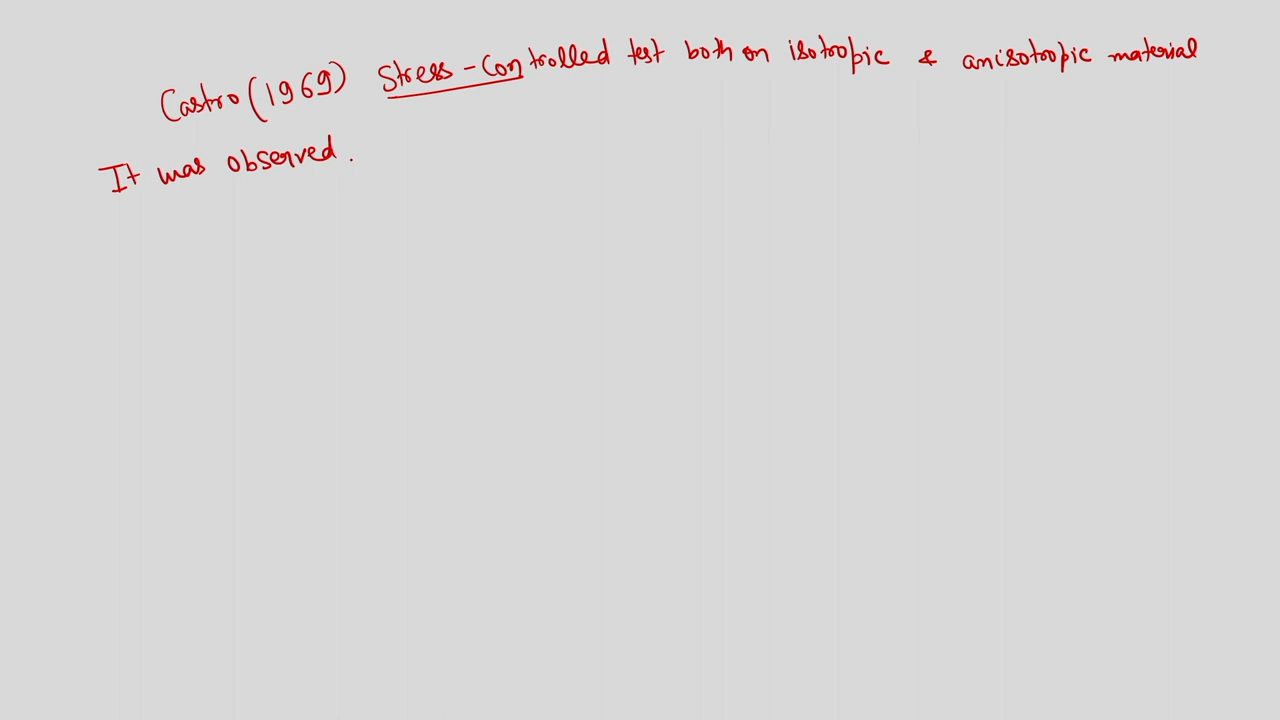 Castro (1969) Stress-Controlled test both on isotropic & anisotropic material
It was observed.